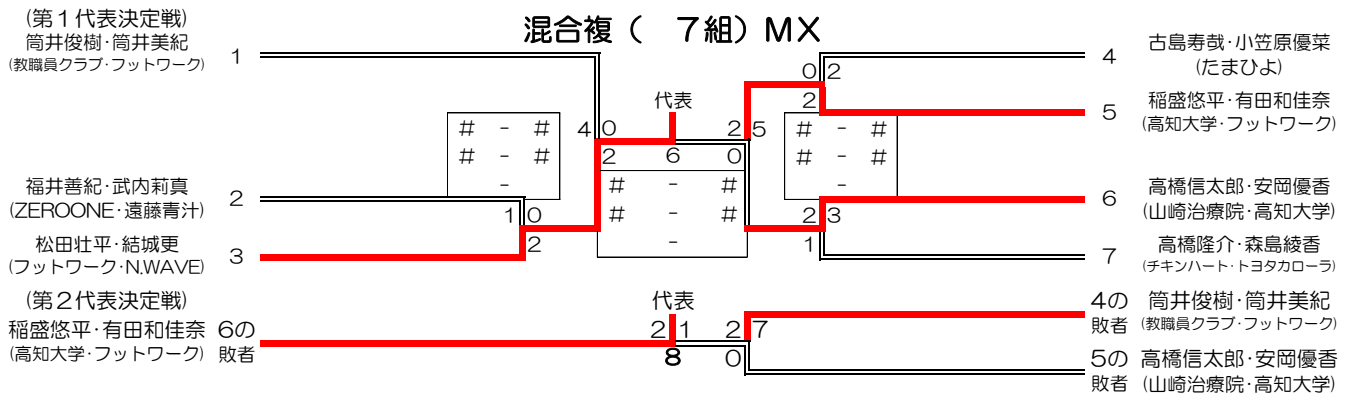 混合複（　７組）MX
(第１代表決定戦)
筒井俊樹・筒井美紀
(教職員クラブ・フットワーク)
1
福井善紀・武内莉真
(ZEROONE・遠藤青汁)
2
松田壮平・結城更
(フットワーク・N.WAVE)
3
1 0
2
# - #
# - #
-
4 0
2
代表
6
# - #
# - #
-
2 5
0
0 2
2
# - #
# - #
-
2 3
1
4
古島寿哉・小笠原優菜
(たまひよ)
5
稲盛悠平・有田和佳奈
(高知大学・フットワーク)
6
高橋信太郎・安岡優香
(山崎治療院・高知大学)
7
高橋隆介・森島綾香
(チキンハート・トヨタカローラ)
(第２代表決定戦)
稲盛悠平・有田和佳奈
(高知大学・フットワーク)
6の
敗者
代表
2 1
8
2 7
0
4の
敗者
筒井俊樹・筒井美紀
(教職員クラブ・フットワーク)
5の
敗者
高橋信太郎・安岡優香
(山崎治療院・高知大学)